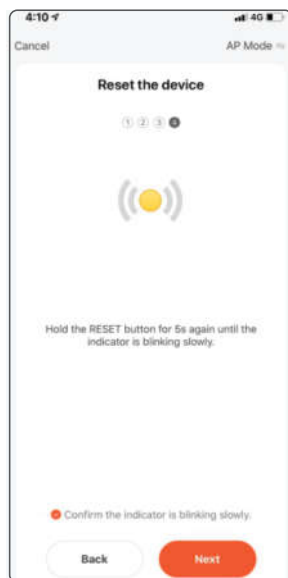 4:10 4G
Cancel AP Mode
Reset the device
1 2 3 4
Hold the RESET button for 5s again until the
indicator is blinking slowly.
Confirm the indicator is blinking slowly.
Back Next